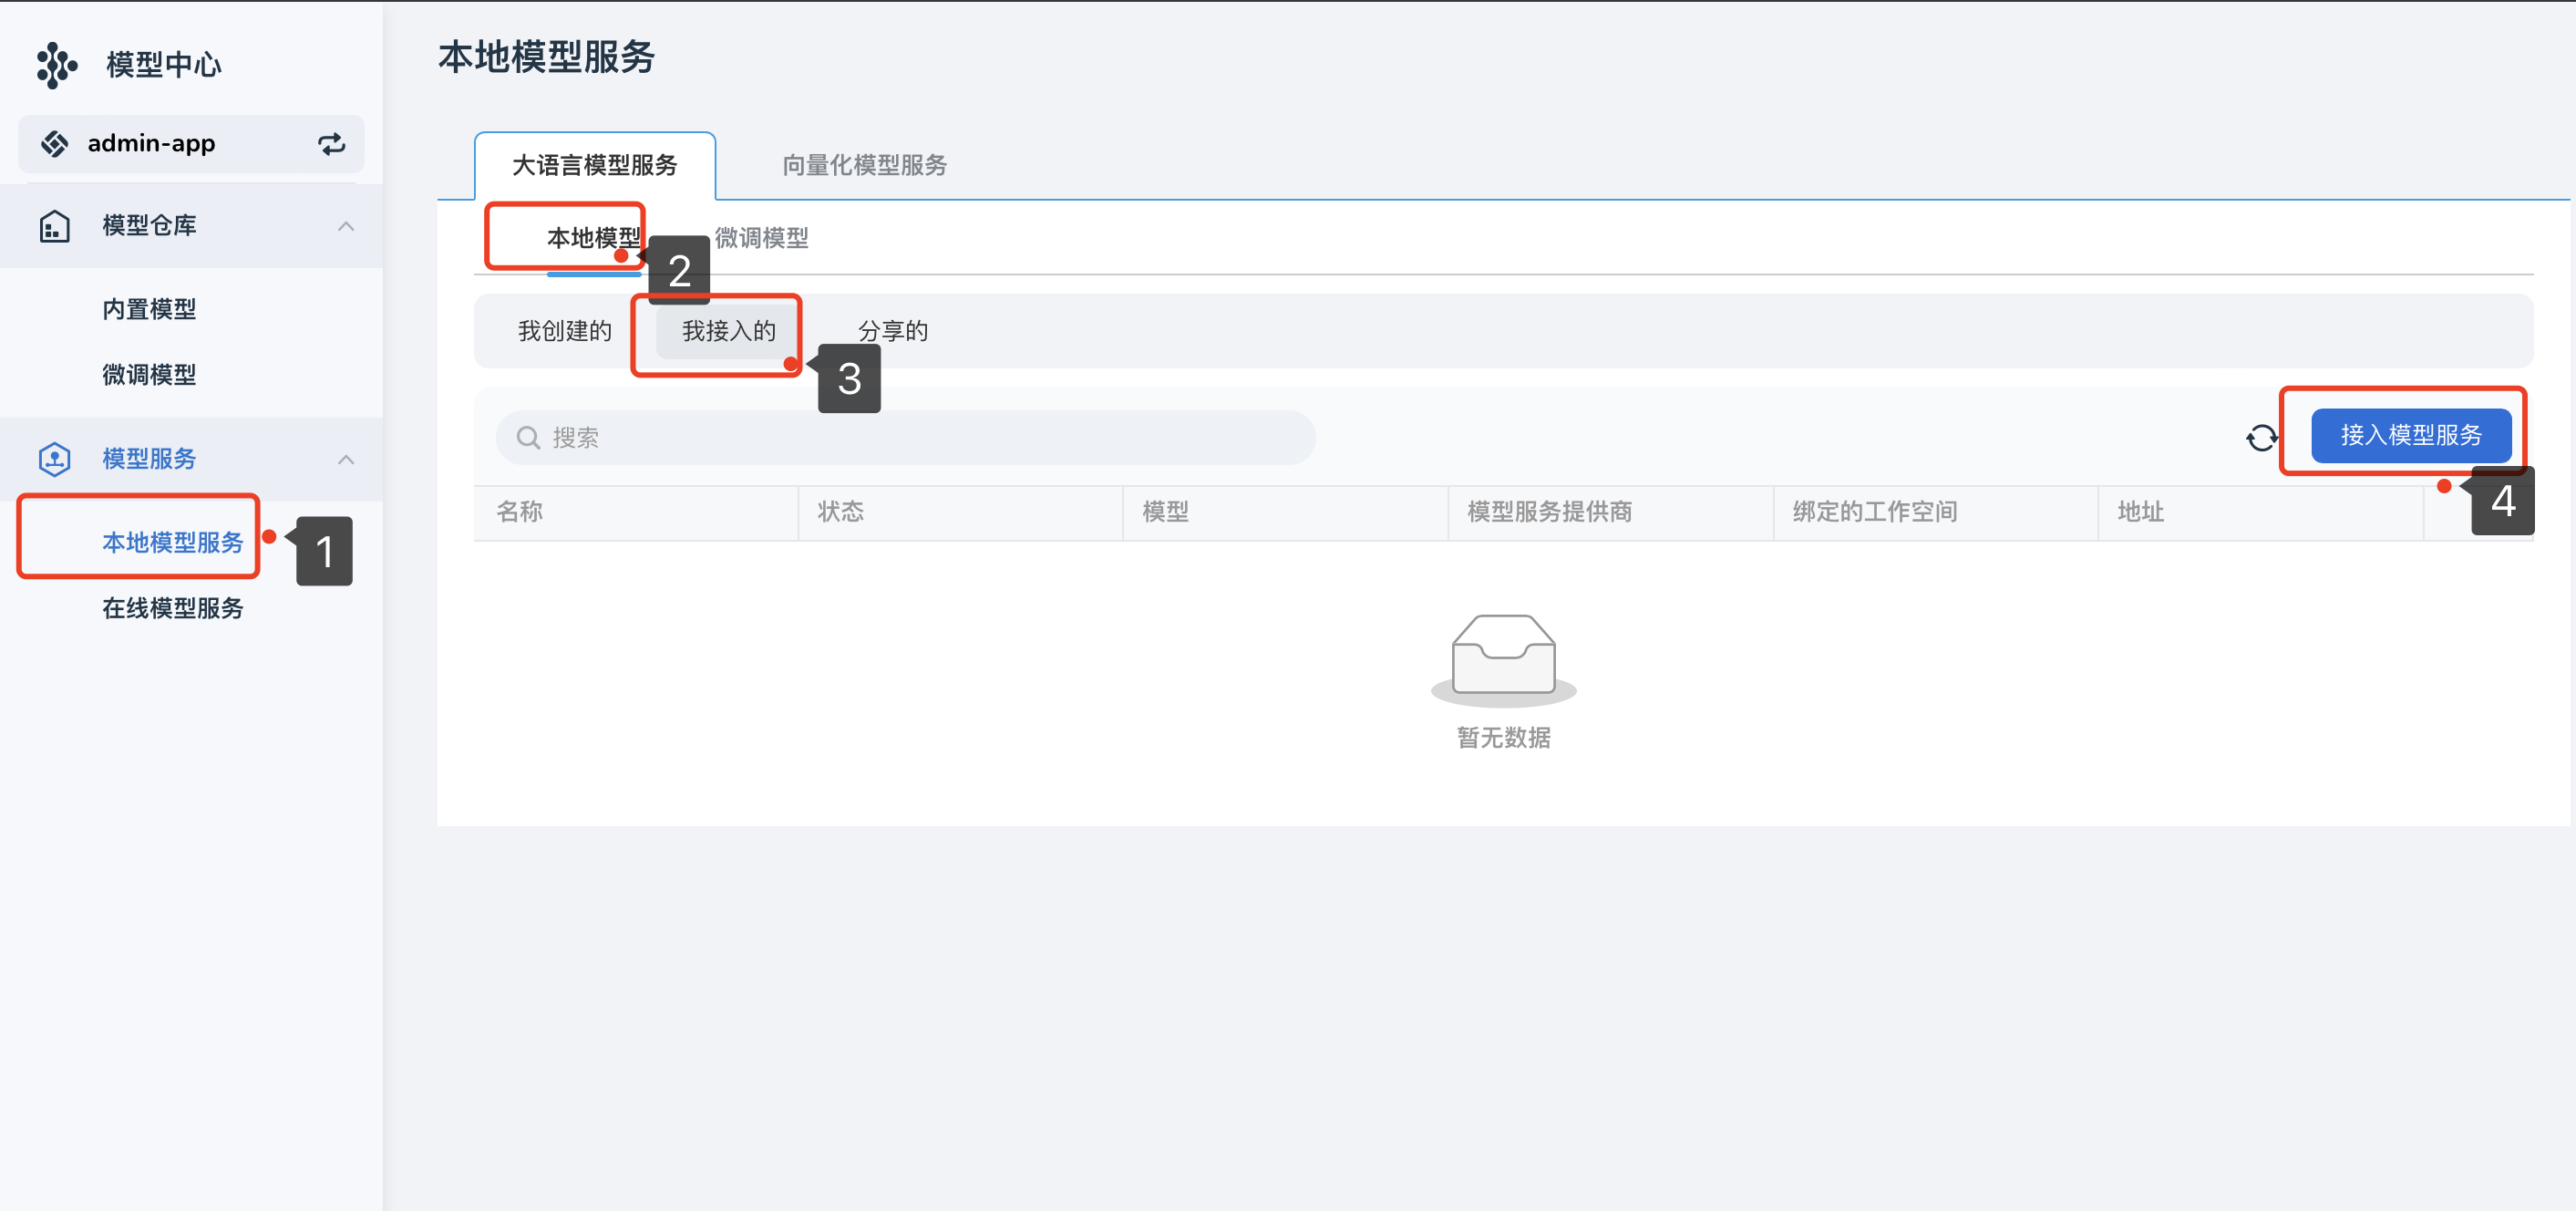 模型中心
admin-app
模型仓库
内置模型
微调模型
模型服务
本地模型服务
1
在线模型服务
本地模型服务
大语言模型服务
向量化模型服务
本地模型
2
微调模型
我创建的
我接入的
3
分享的
搜索
接入模型服务
4
名称
状态
模型
模型服务提供商
绑定的工作空间
地址
暂无数据